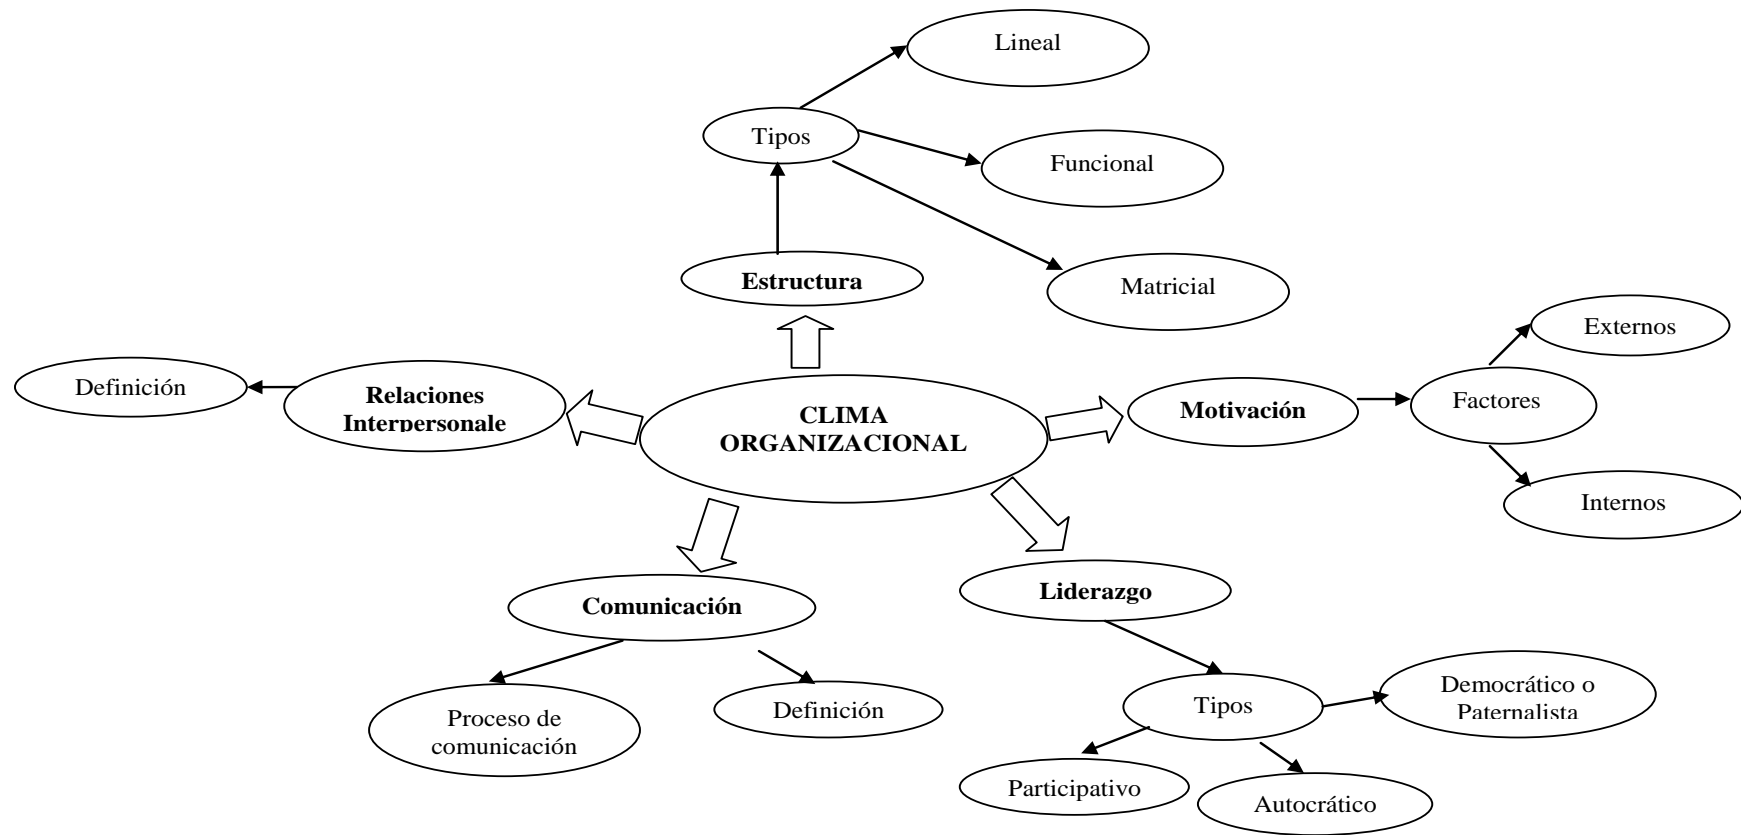 Lineal
Tipos
Funcional
Estructura
Matricial
Externos
Definición
Relaciones
Interpersonale
CLIMA
ORGANIZACIONAL
Motivación
Factores
Internos
Comunicación
Liderazgo
Proceso de
comunicación
Definición
Tipos
Democrático o
Paternalista
Participativo
Autocrático